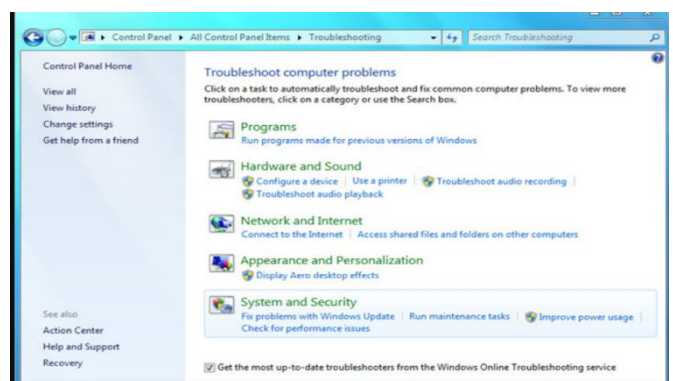 Control Panel ▸ All Control Panel Items ▸ Troubleshooting
Search Troubleshooting
Control Panel Home
View all
View history
Change settings
Get help from a friend
Troubleshoot computer problems
Click on a task to automatically troubleshoot and fix common computer problems. To view more
troubleshooters, click on a category or use the Search box.
Programs
Run programs made for previous versions of Windows
Hardware and Sound
Configure a device | Use a printer | Troubleshoot audio recording |
Troubleshoot audio playback
Network and Internet
Connect to the Internet | Access shared files and folders on other computers
Appearance and Personalization
Display Aero desktop effects
System and Security
Fix problems with Windows Update | Run maintenance tasks | Improve power usage |
Check for performance issues
See also
Action Center
Help and Support
Recovery
Get the most up-to-date troubleshooters from the Windows Online Troubleshooting service